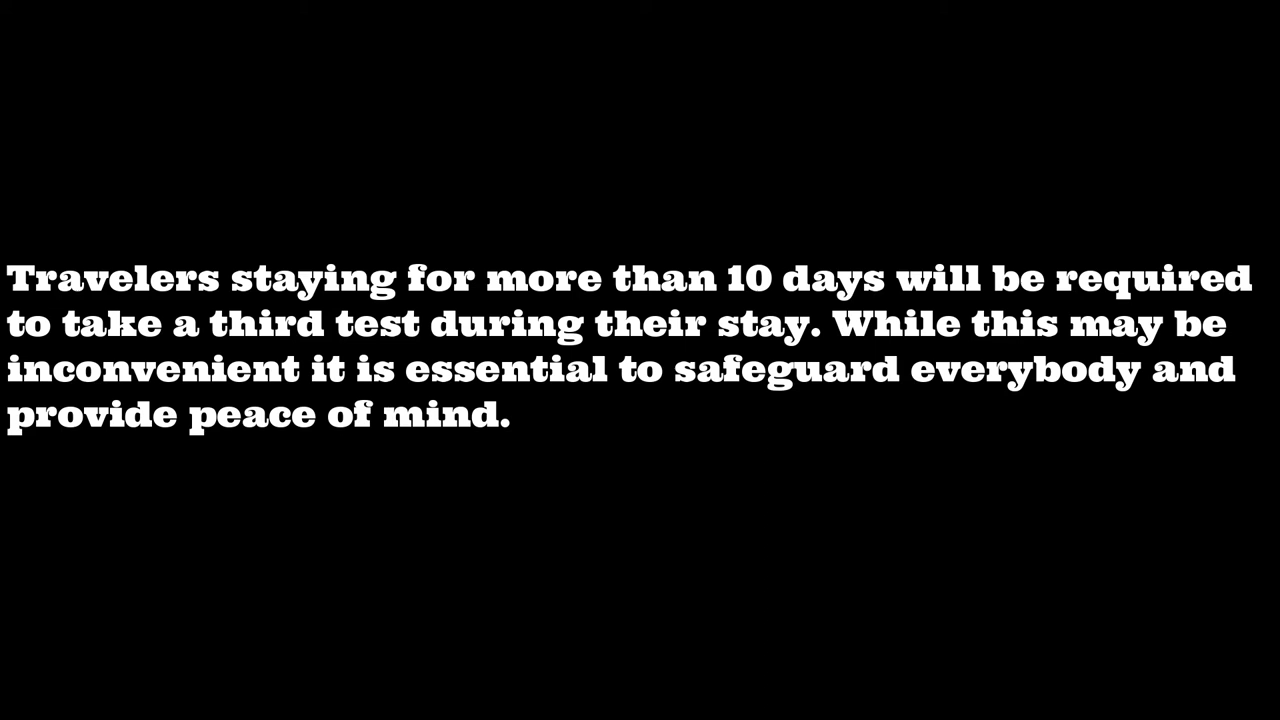 Travelers staying for more than 10 days will be required
to take a third test during their stay. While this may be
inconvenient it is essential to safeguard everybody and
provide peace of mind.